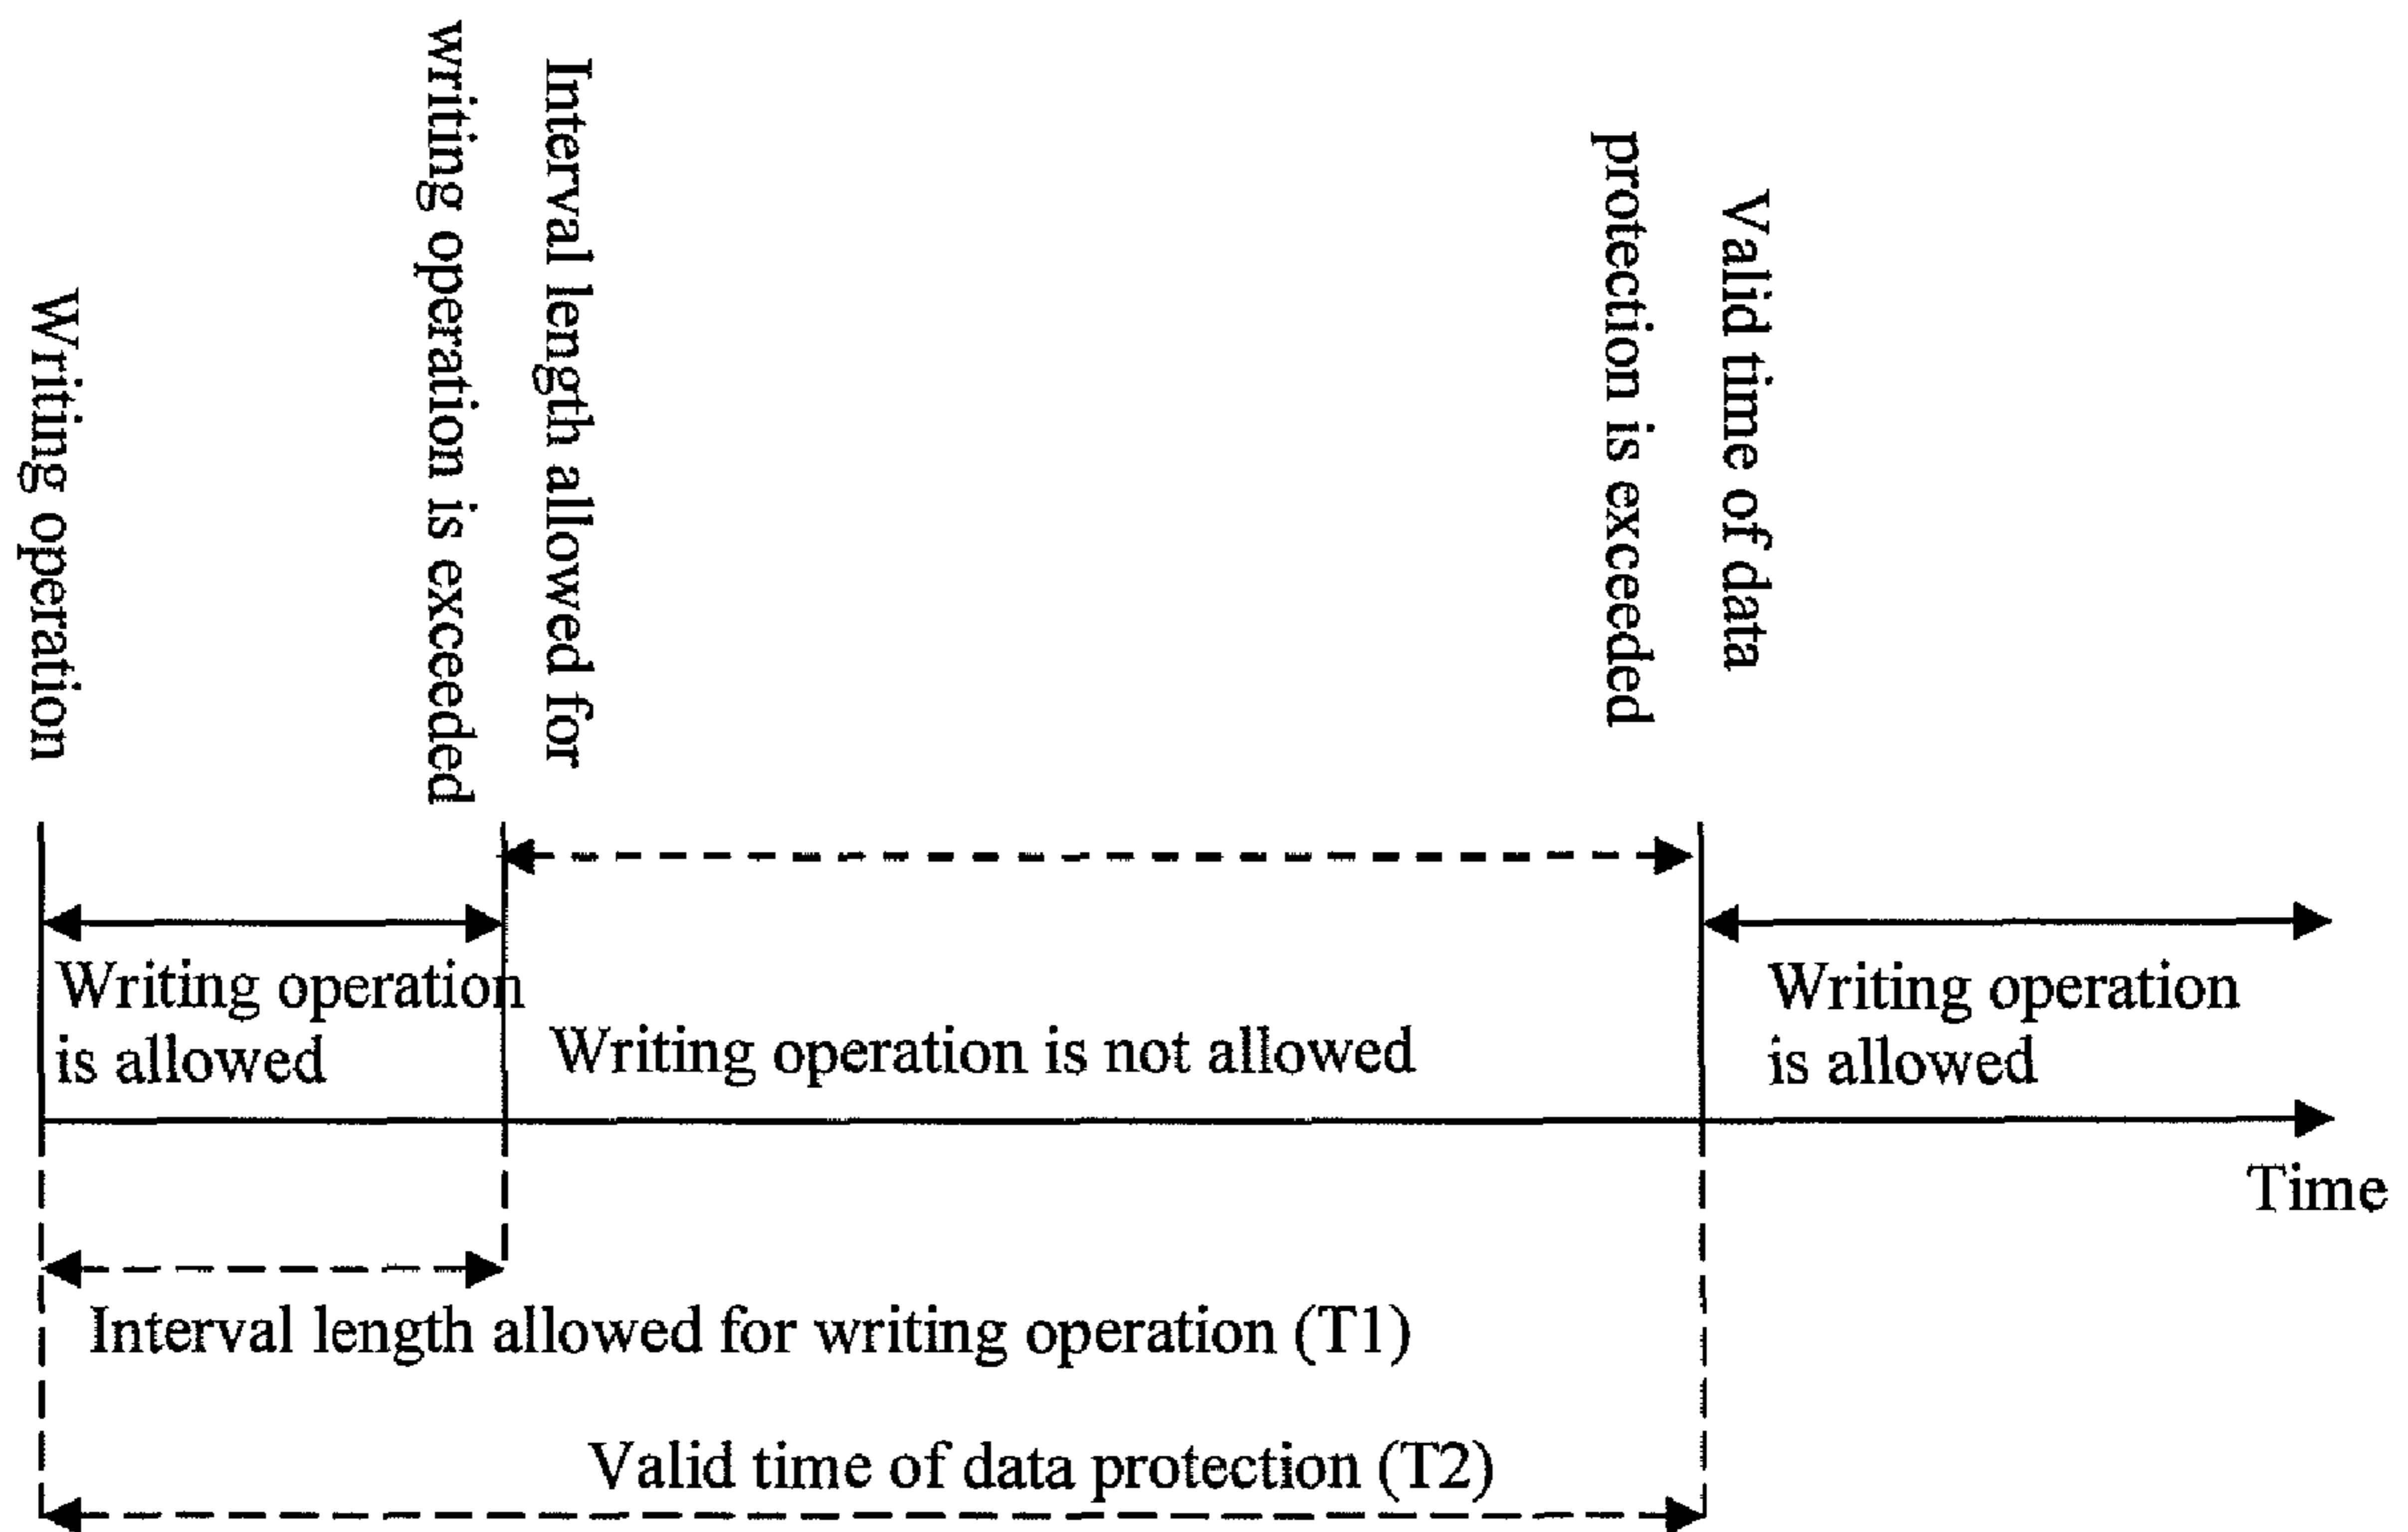 Writing operation
Interval length allowed for
writing operation is exceeded
Valid time of data
protection is exceeded
Writing operation
is allowed
Writing operation is not allowed
Writing operation
is allowed
Time
Interval length allowed for writing operation (T1)
Valid time of data protection (T2)